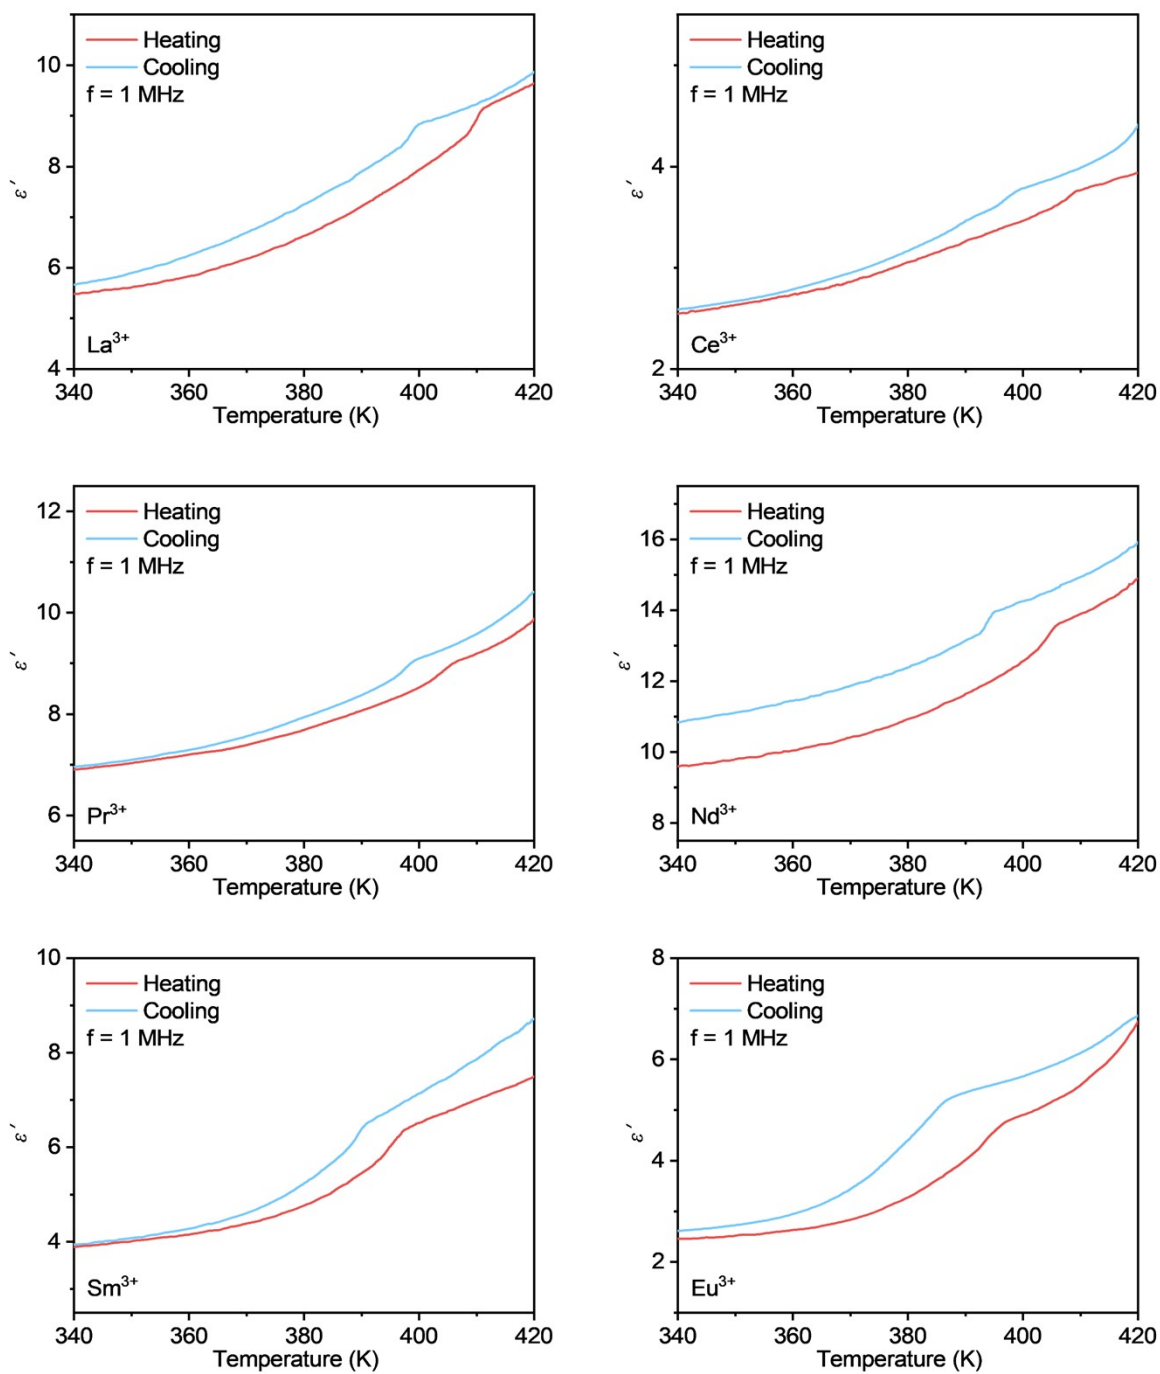 Heating
Cooling
f = 1 MHz
10
8
6
4
ε′
La³⁺
340 360 380 400 420
Temperature (K)
Heating
Cooling
f = 1 MHz
4
2
ε′
Ce³⁺
340 360 380 400 420
Temperature (K)
Heating
Cooling
f = 1 MHz
12
10
8
6
ε′
Pr³⁺
340 360 380 400 420
Temperature (K)
Heating
Cooling
f = 1 MHz
16
14
12
10
8
ε′
Nd³⁺
340 360 380 400 420
Temperature (K)
Heating
Cooling
f = 1 MHz
10
8
6
4
ε′
Sm³⁺
340 360 380 400 420
Temperature (K)
Heating
Cooling
f = 1 MHz
8
6
4
2
ε′
Eu³⁺
340 360 380 400 420
Temperature (K)